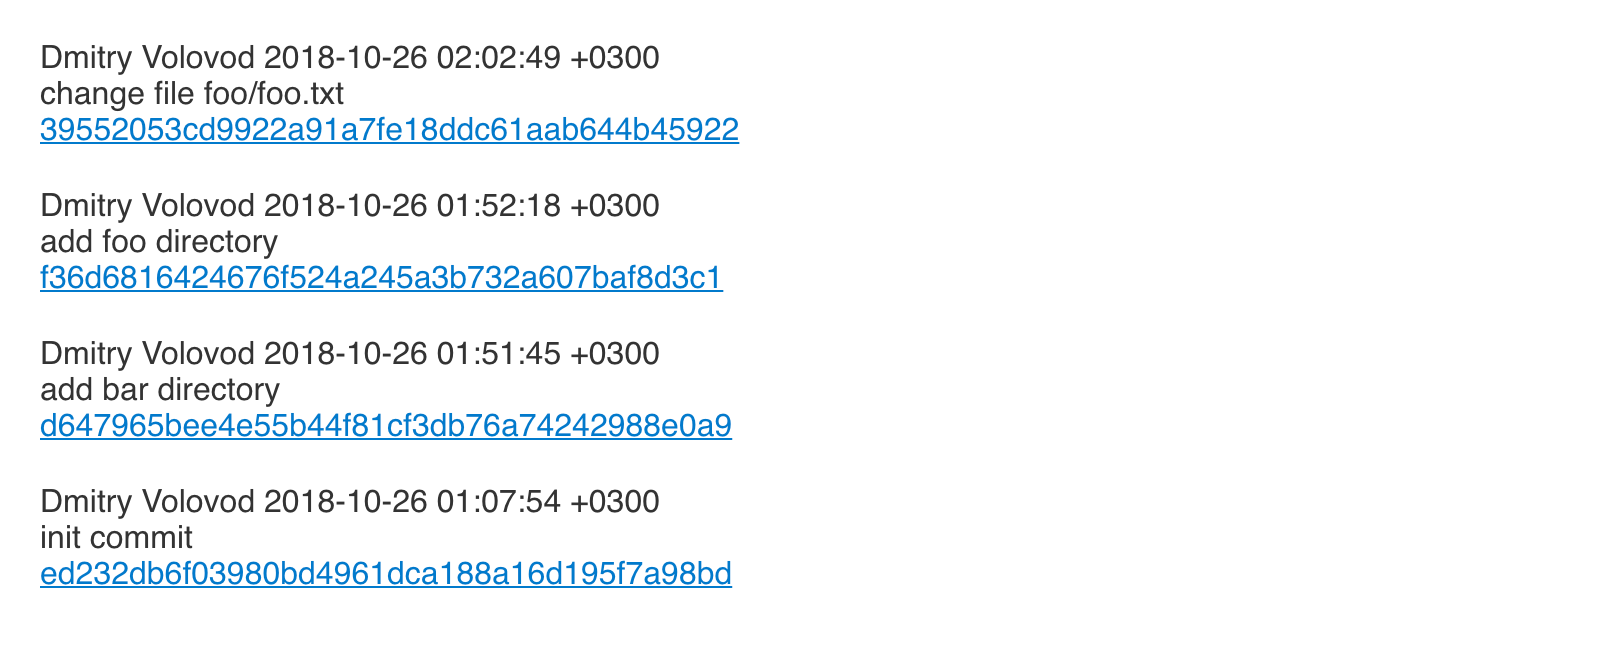 Dmitry Volovod 2018-10-26 02:02:49 +0300
change file foo/foo.txt
39552053cd9922a91a7fe18ddc61aab644b45922
Dmitry Volovod 2018-10-26 01:52:18 +0300
add foo directory
f36d6816424676f524a245a3b732a607baf8d3c1
Dmitry Volovod 2018-10-26 01:51:45 +0300
add bar directory
d647965bee4e55b44f81cf3db76a74242988e0a9
Dmitry Volovod 2018-10-26 01:07:54 +0300
init commit
ed232db6f03980bd4961dca188a16d195f7a98bd